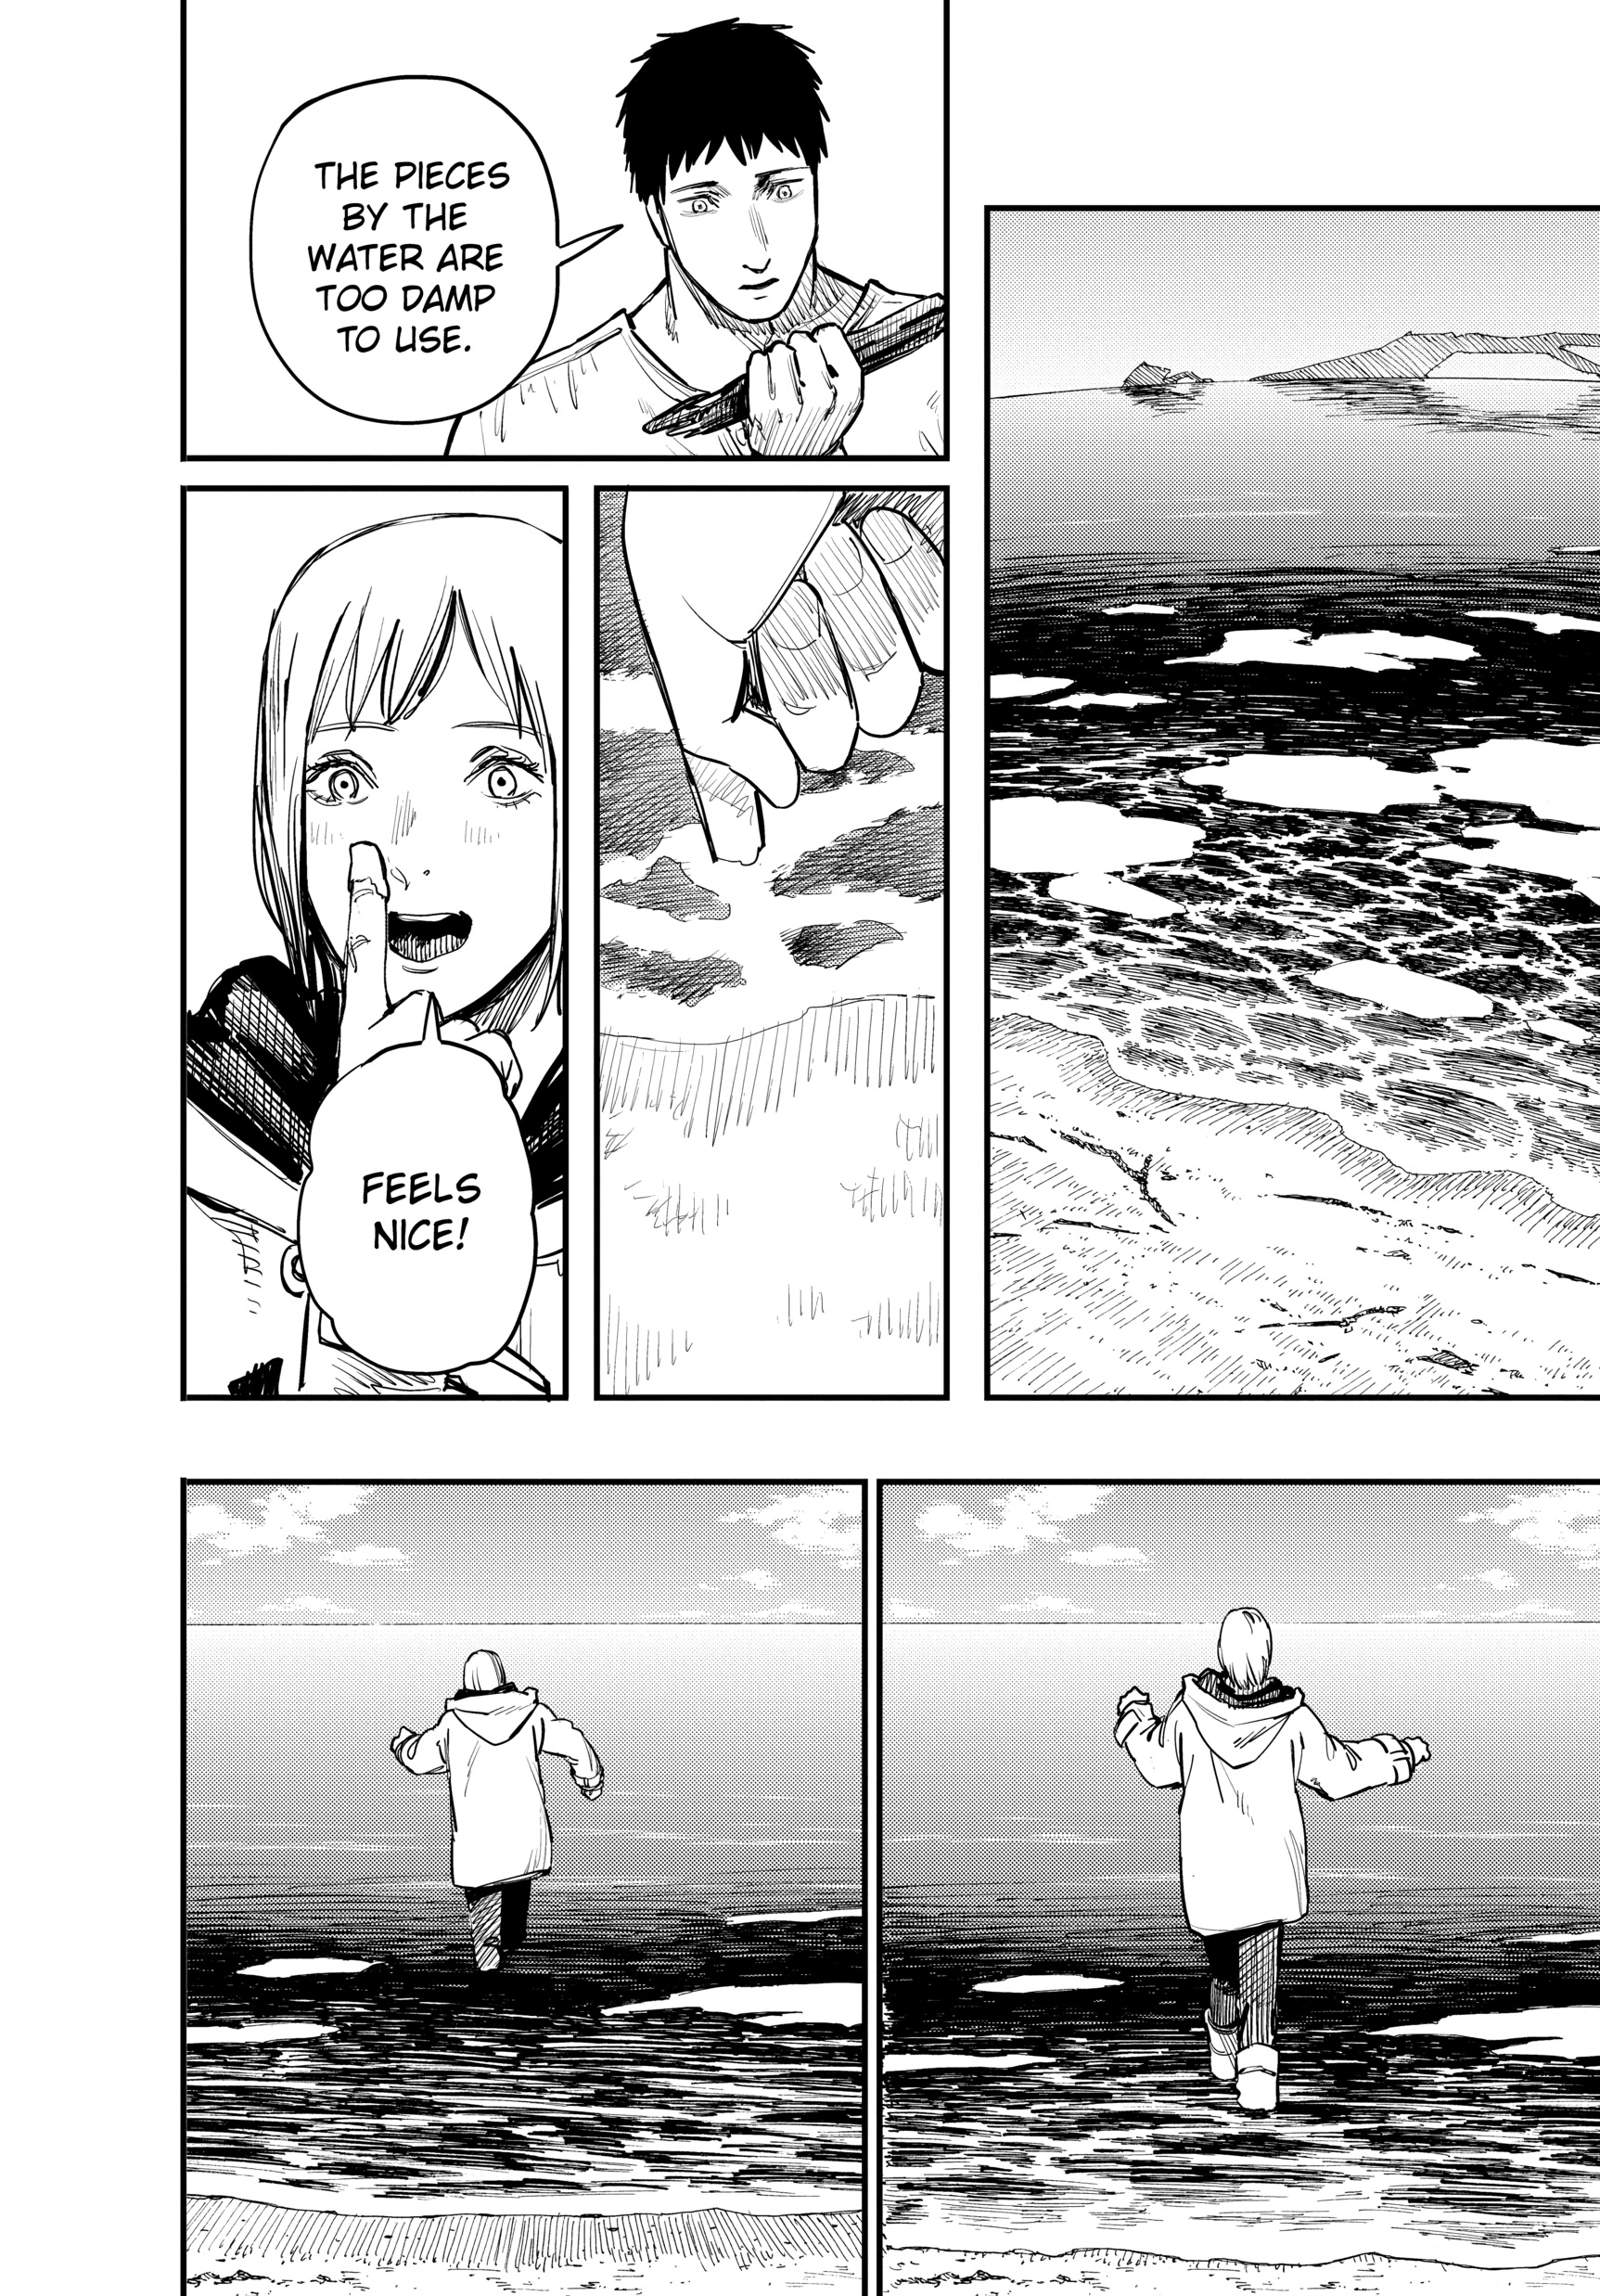 THE PIECES
BY THE
WATER ARE
TOO DAMP
TO USE.
FEELS
NICE!